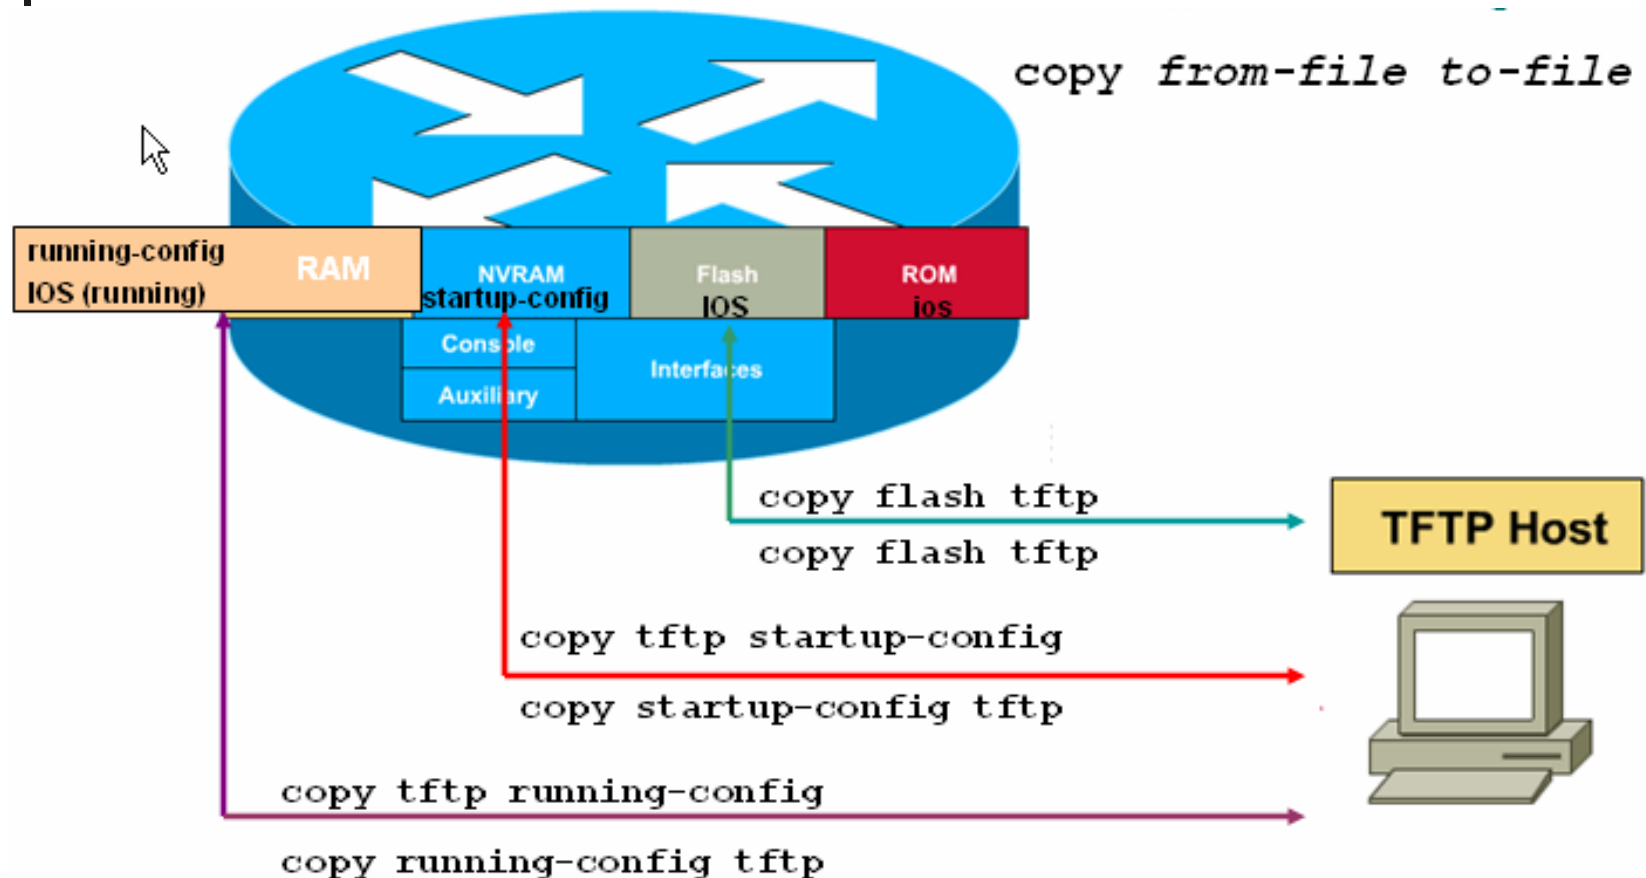 copy from-file to-file
running-config
IOS (running)
RAM
NVRAM
startup-config
Flash
IOS
ROM
ios
Console
Auxiliary
Interfaces
copy flash tftp
copy flash tftp
TFTP Host
copy tftp startup-config
copy startup-config tftp
copy tftp running-config
copy running-config tftp